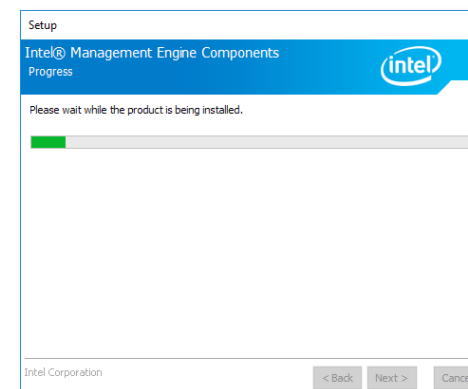 Setup
Intel® Management Engine Components
Progress
intel
Please wait while the product is being installed.
Intel Corporation
< Back Next > Cance